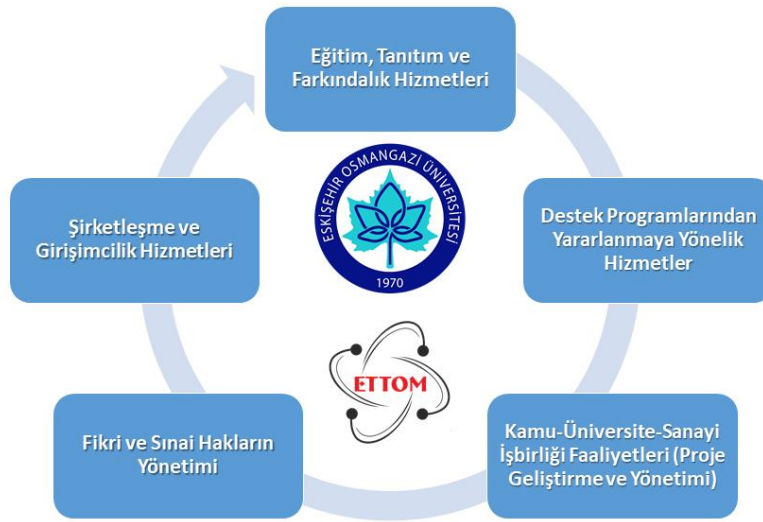 Eğitim, Tanıtım ve
Farkındalık Hizmetleri
Destek Programlarından
Yararlanmaya Yönelik
Hizmetler
Kamu-Üniversite-Sanayi
İşbirliği Faaliyetleri (Proje
Geliştirme ve Yönetimi)
Fikri ve Sınai Hakların
Yönetimi
Şirketleşme ve
Girişimcilik Hizmetleri
ESKİŞEHİR OSMANGAZİ ÜNİVERSİTESİ
1970
ETTOM